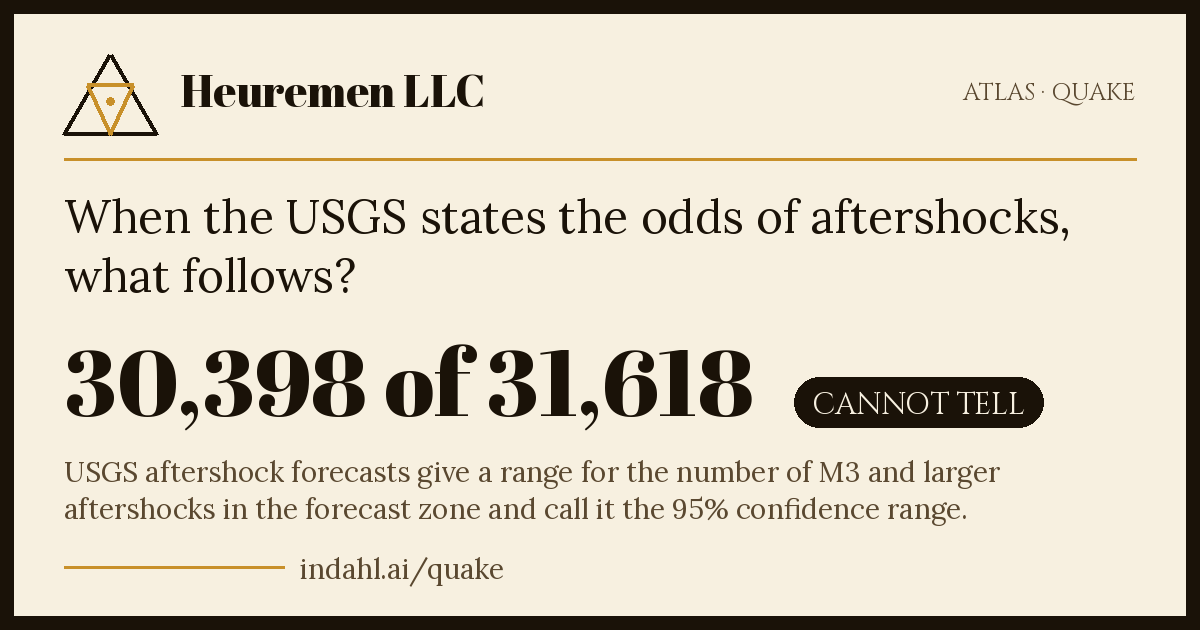 Heuremen LLC
ATLAS · QUAKE
When the USGS states the odds of aftershocks,
what follows?
30,398 of 31,618
CANNOT TELL
USGS aftershock forecasts give a range for the number of M3 and larger
aftershocks in the forecast zone and call it the 95% confidence range.
indahl.ai/quake